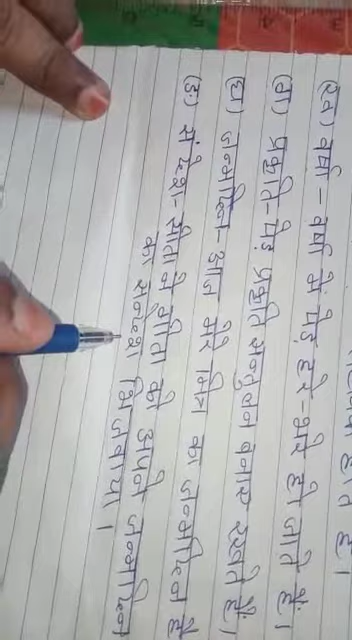 होते हैं।
(ख) वर्षा - वर्षा में पेड़ हरे-भरे हो जाते हैं।
(ग) प्रकृति - पेड़ प्रकृति सन्तुलन बनाए रखते हैं।
(घ) जन्मदिन - आज मेरे मित्र का जन्मदिन है
(ङ) संदेश - सीता ने गीता को अपने जन्मदिन
का सन्देश भिजवाया।